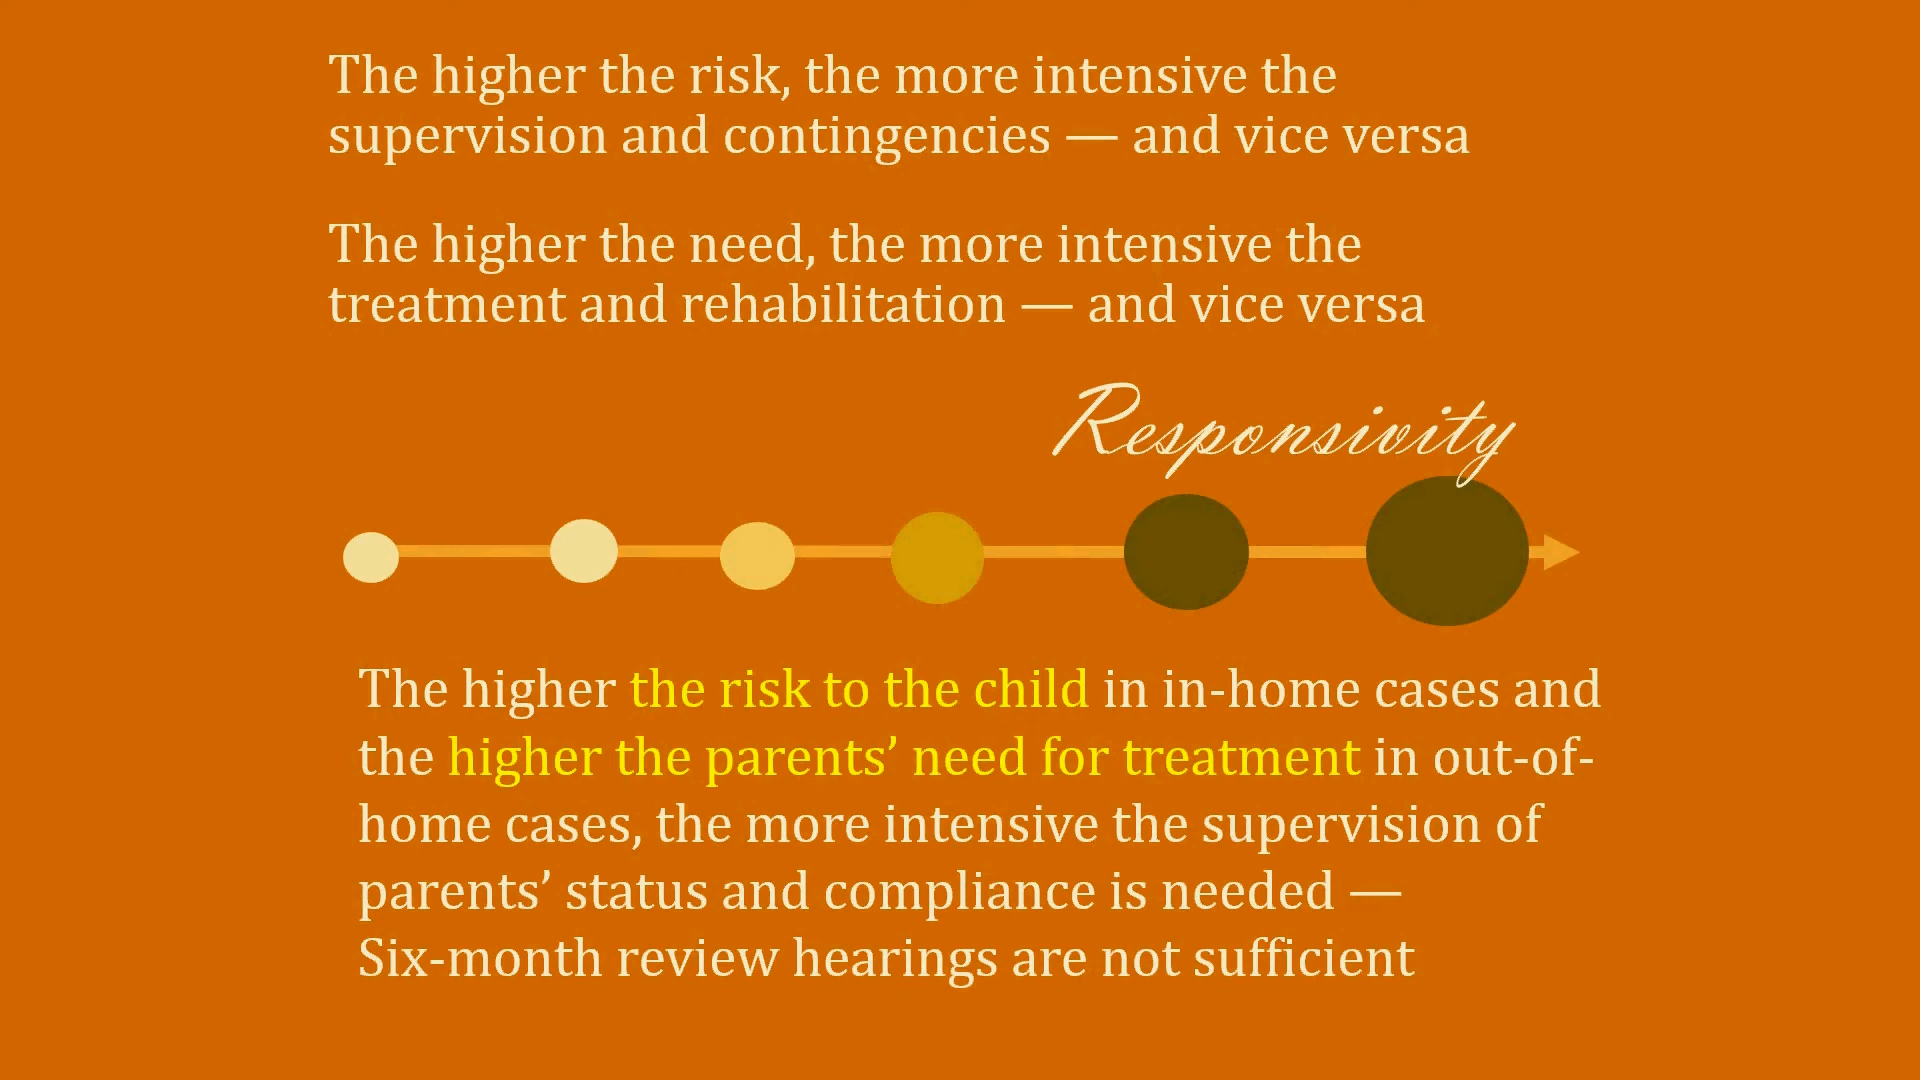 The higher the risk, the more intensive the
supervision and contingencies — and vice versa
The higher the need, the more intensive the
treatment and rehabilitation — and vice versa
Responsivity
The higher the risk to the child in in-home cases and
the higher the parents’ need for treatment in out-of-
home cases, the more intensive the supervision of
parents’ status and compliance is needed —
Six-month review hearings are not sufficient